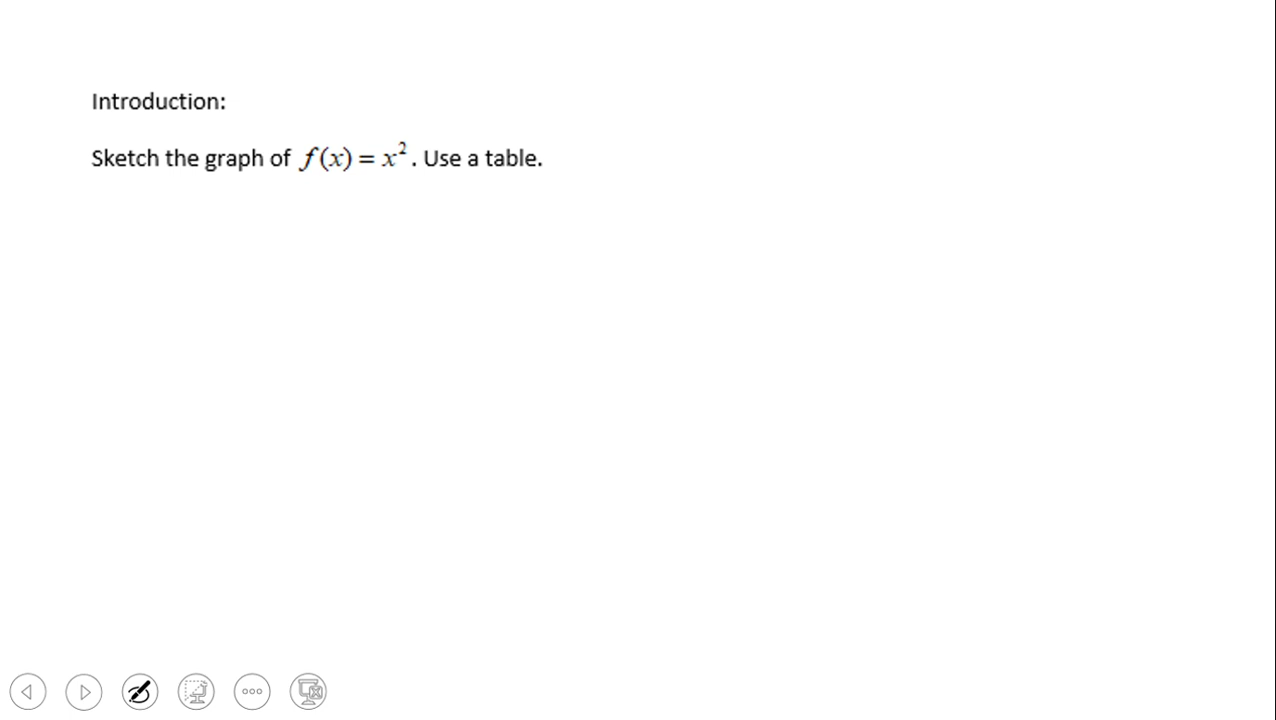 Introduction:
Sketch the graph of f(x) = x². Use a table.